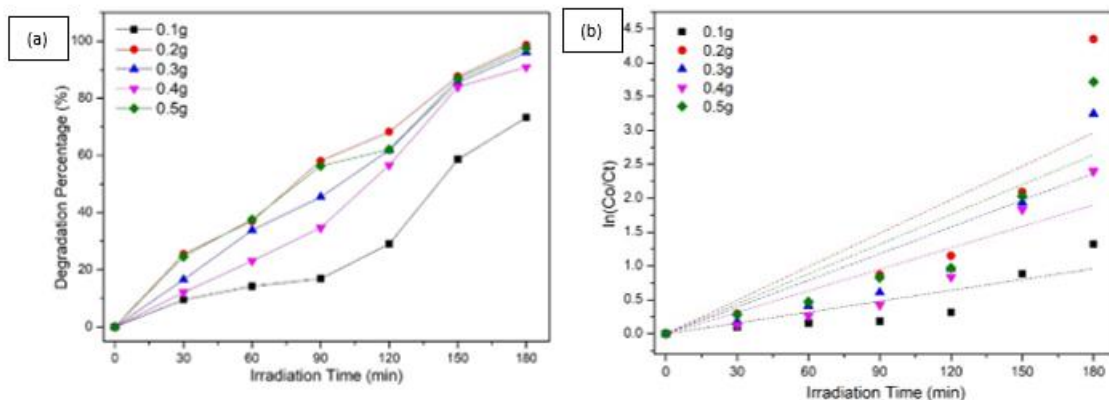 (a)
0.1g
0.2g
0.3g
0.4g
0.5g
100
80
60
40
20
0
Degradation Percentage (%)
0 30 60 90 120 150 180
Irradiation Time (min)
(b)
0.1g
0.2g
0.3g
0.4g
0.5g
4.5
4.0
3.5
3.0
2.5
2.0
1.5
1.0
0.5
0.0
ln(Co/Ct)
0 30 60 90 120 150 180
Irradiation Time (min)